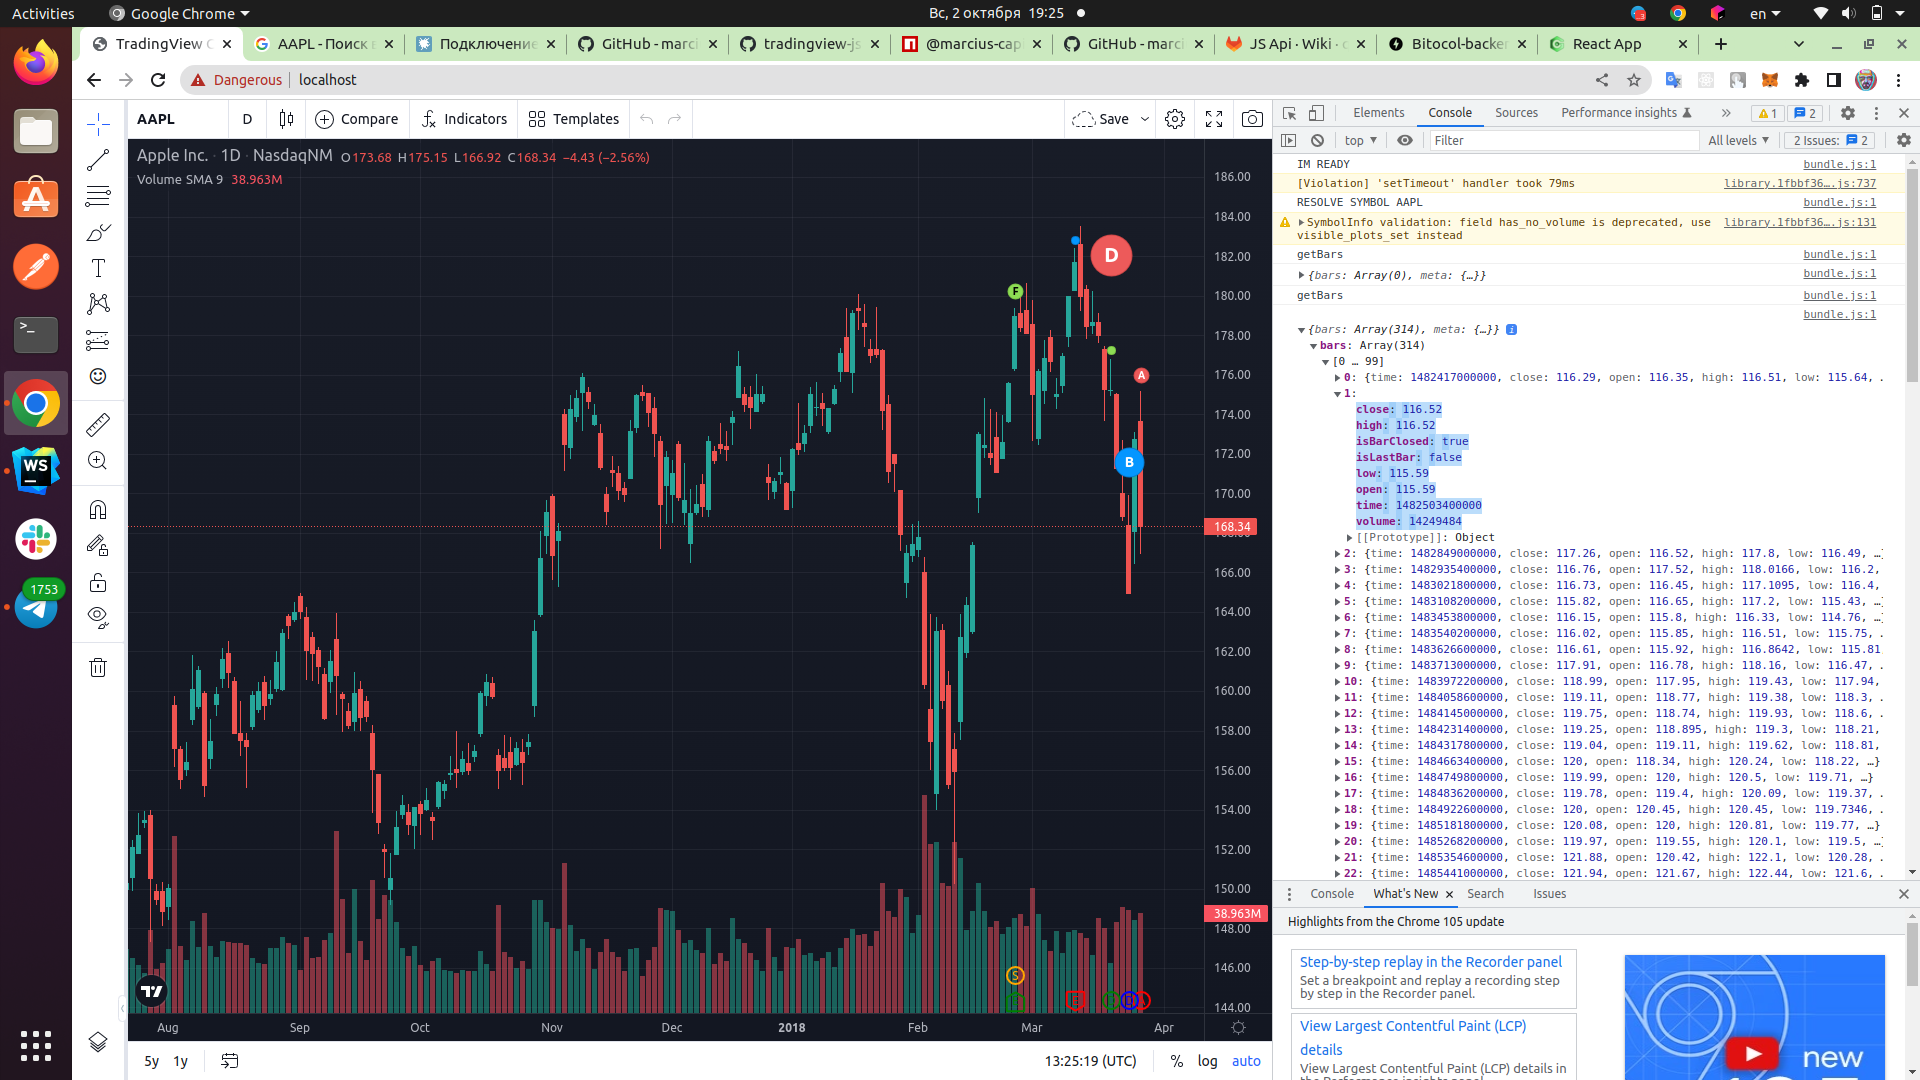 Activities
Google Chrome
Вс, 2 октября 19:25
en
TradingView C
AAPL - Поиск в
Подключение
GitHub - marci
tradingview-js
@marcius-cap
GitHub - marci
JS Api · Wiki · c
Bitocol-backe
React App
Dangerous
localhost
AAPL
D
Compare
Indicators
Templates
Save
Apple Inc. · 1D · NasdaqNM O173.68 H175.15 L166.92 C168.34 −4.43 (−2.56%)
Volume SMA 9 38.963M
186.00
184.00
182.00
180.00
178.00
176.00
174.00
172.00
170.00
168.34
166.00
164.00
162.00
160.00
158.00
156.00
154.00
152.00
150.00
38.963M
148.00
146.00
144.00
D
F
A
B
S
Aug
Sep
Oct
Nov
Dec
2018
Feb
Mar
Apr
5y
1y
13:25:19 (UTC)
%
log
auto
WS
1753
Elements
Console
Sources
Performance insights
1
2
top
Filter
All levels
2 Issues: 2
IM READY bundle.js:1
[Violation] 'setTimeout' handler took 79ms library.1fbbf36….js:737
RESOLVE SYMBOL AAPL bundle.js:1
SymbolInfo validation: field has_no_volume is deprecated, use library.1fbbf36….js:131
visible_plots_set instead
getBars bundle.js:1
{bars: Array(0), meta: {…}} bundle.js:1
getBars bundle.js:1
bundle.js:1
{bars: Array(314), meta: {…}}
bars: Array(314)
[0 … 99]
0: {time: 1482417000000, close: 116.29, open: 116.35, high: 116.51, low: 115.64, .
1:
close: 116.52
high: 116.52
isBarClosed: true
isLastBar: false
low: 115.59
open: 115.59
time: 1482503400000
volume: 14249484
[[Prototype]]: Object
2: {time: 1482849000000, close: 117.26, open: 116.52, high: 117.8, low: 116.49, …}
3: {time: 1482935400000, close: 116.76, open: 117.52, high: 118.0166, low: 116.2,
4: {time: 1483021800000, close: 116.73, open: 116.45, high: 117.1095, low: 116.4,
5: {time: 1483108200000, close: 115.82, open: 116.65, high: 117.2, low: 115.43, …}
6: {time: 1483453800000, close: 116.15, open: 115.8, high: 116.33, low: 114.76, …}
7: {time: 1483540200000, close: 116.02, open: 115.85, high: 116.51, low: 115.75, .
8: {time: 1483626600000, close: 116.61, open: 115.92, high: 116.8642, low: 115.81
9: {time: 1483713000000, close: 117.91, open: 116.78, high: 118.16, low: 116.47, .
10: {time: 1483972200000, close: 118.99, open: 117.95, high: 119.43, low: 117.94,
11: {time: 1484058600000, close: 119.11, open: 118.77, high: 119.38, low: 118.3, .
12: {time: 1484145000000, close: 119.75, open: 118.74, high: 119.93, low: 118.6, .
13: {time: 1484231400000, close: 119.25, open: 118.895, high: 119.3, low: 118.21,
14: {time: 1484317800000, close: 119.04, open: 119.11, high: 119.62, low: 118.81,
15: {time: 1484663400000, close: 120, open: 118.34, high: 120.24, low: 118.22, …}
16: {time: 1484749800000, close: 119.99, open: 120, high: 120.5, low: 119.71, …}
17: {time: 1484836200000, close: 119.78, open: 119.4, high: 120.09, low: 119.37,
18: {time: 1484922600000, close: 120, open: 120.45, high: 120.45, low: 119.7346, .
19: {time: 1485181800000, close: 120.08, open: 120, high: 120.81, low: 119.77, …}
20: {time: 1485268200000, close: 119.97, open: 119.55, high: 120.1, low: 119.5, …}
21: {time: 1485354600000, close: 121.88, open: 120.42, high: 122.1, low: 120.28, .
22: {time: 1485441000000, close: 121.94, open: 121.67, high: 122.44, low: 121.6, .
Console
What's New
Search
Issues
Highlights from the Chrome 105 update
Step-by-step replay in the Recorder panel
Set a breakpoint and replay a recording step
by step in the Recorder panel.
View Largest Contentful Paint (LCP)
details
View Largest Contentful Paint (LCP) details in
new